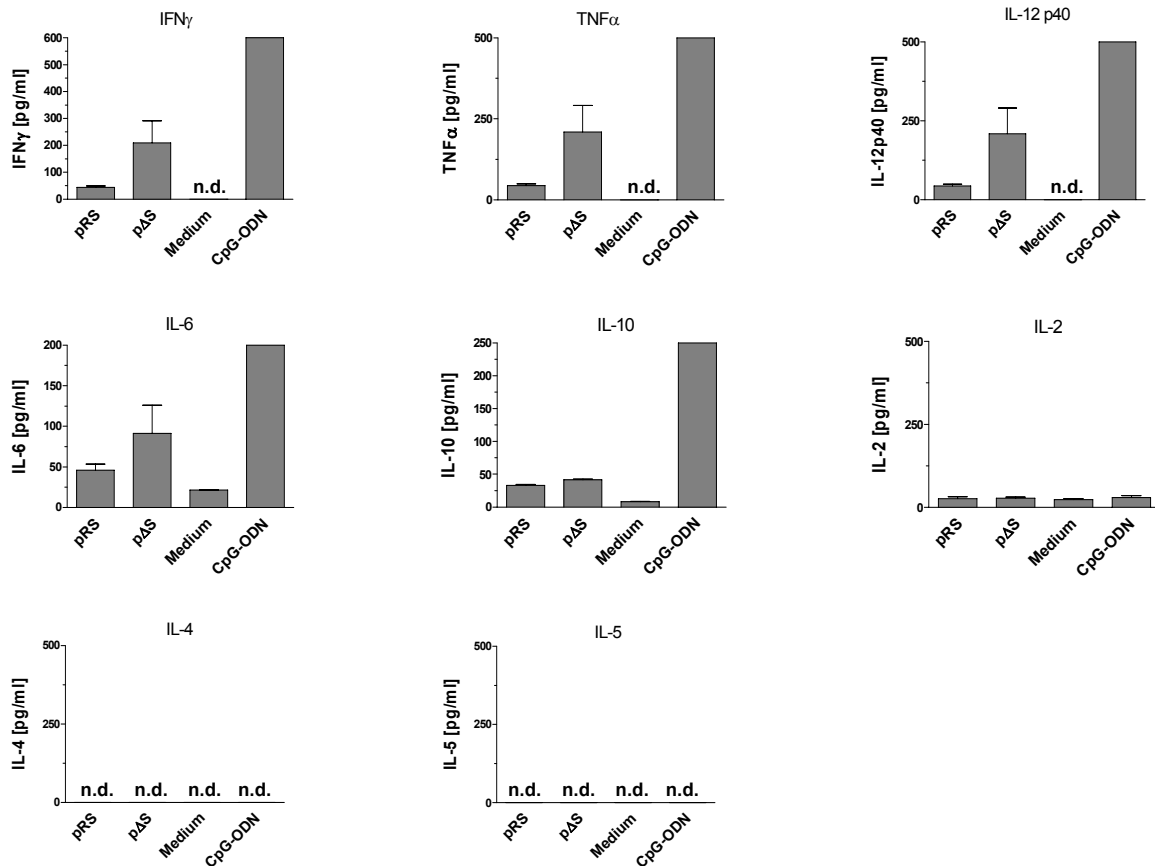 IFNγ
IFNγ [pg/ml]
600
500
400
300
200
100
0
n.d.
pRS
pΔS
Medium
CpG-ODN
TNFα
TNFα [pg/ml]
500
250
0
n.d.
pRS
pΔS
Medium
CpG-ODN
IL-12 p40
IL-12p40 [pg/ml]
500
250
0
n.d.
pRS
pΔS
Medium
CpG-ODN
IL-6
IL-6 [pg/ml]
200
150
100
50
0
pRS
pΔS
Medium
CpG-ODN
IL-10
IL-10 [pg/ml]
250
200
150
100
50
0
pRS
pΔS
Medium
CpG-ODN
IL-2
IL-2 [pg/ml]
500
250
0
pRS
pΔS
Medium
CpG-ODN
IL-4
IL-4 [pg/ml]
500
250
0
n.d. n.d. n.d. n.d.
pRS
pΔS
Medium
CpG-ODN
IL-5
IL-5 [pg/ml]
500
250
0
n.d. n.d. n.d. n.d.
pRS
pΔS
Medium
CpG-ODN